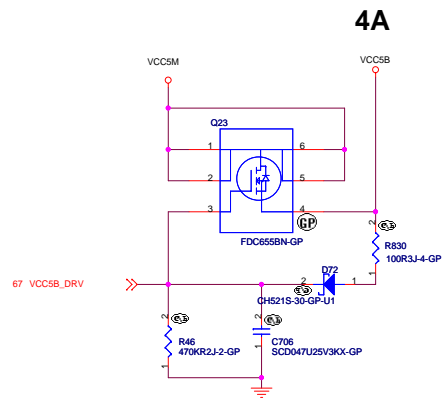 4A
VCC5M
VCC5B
Q23
1
6
2
5
3
4
GP
FDC655BN-GP
2
R830
100R3J-4-GP
1
D72
67 VCC5B_DRV
2
1
CH521S-30-GP-U1
2
2
R46
470KR2J-2-GP
1
C706
SCD047U25V3KX-GP
1